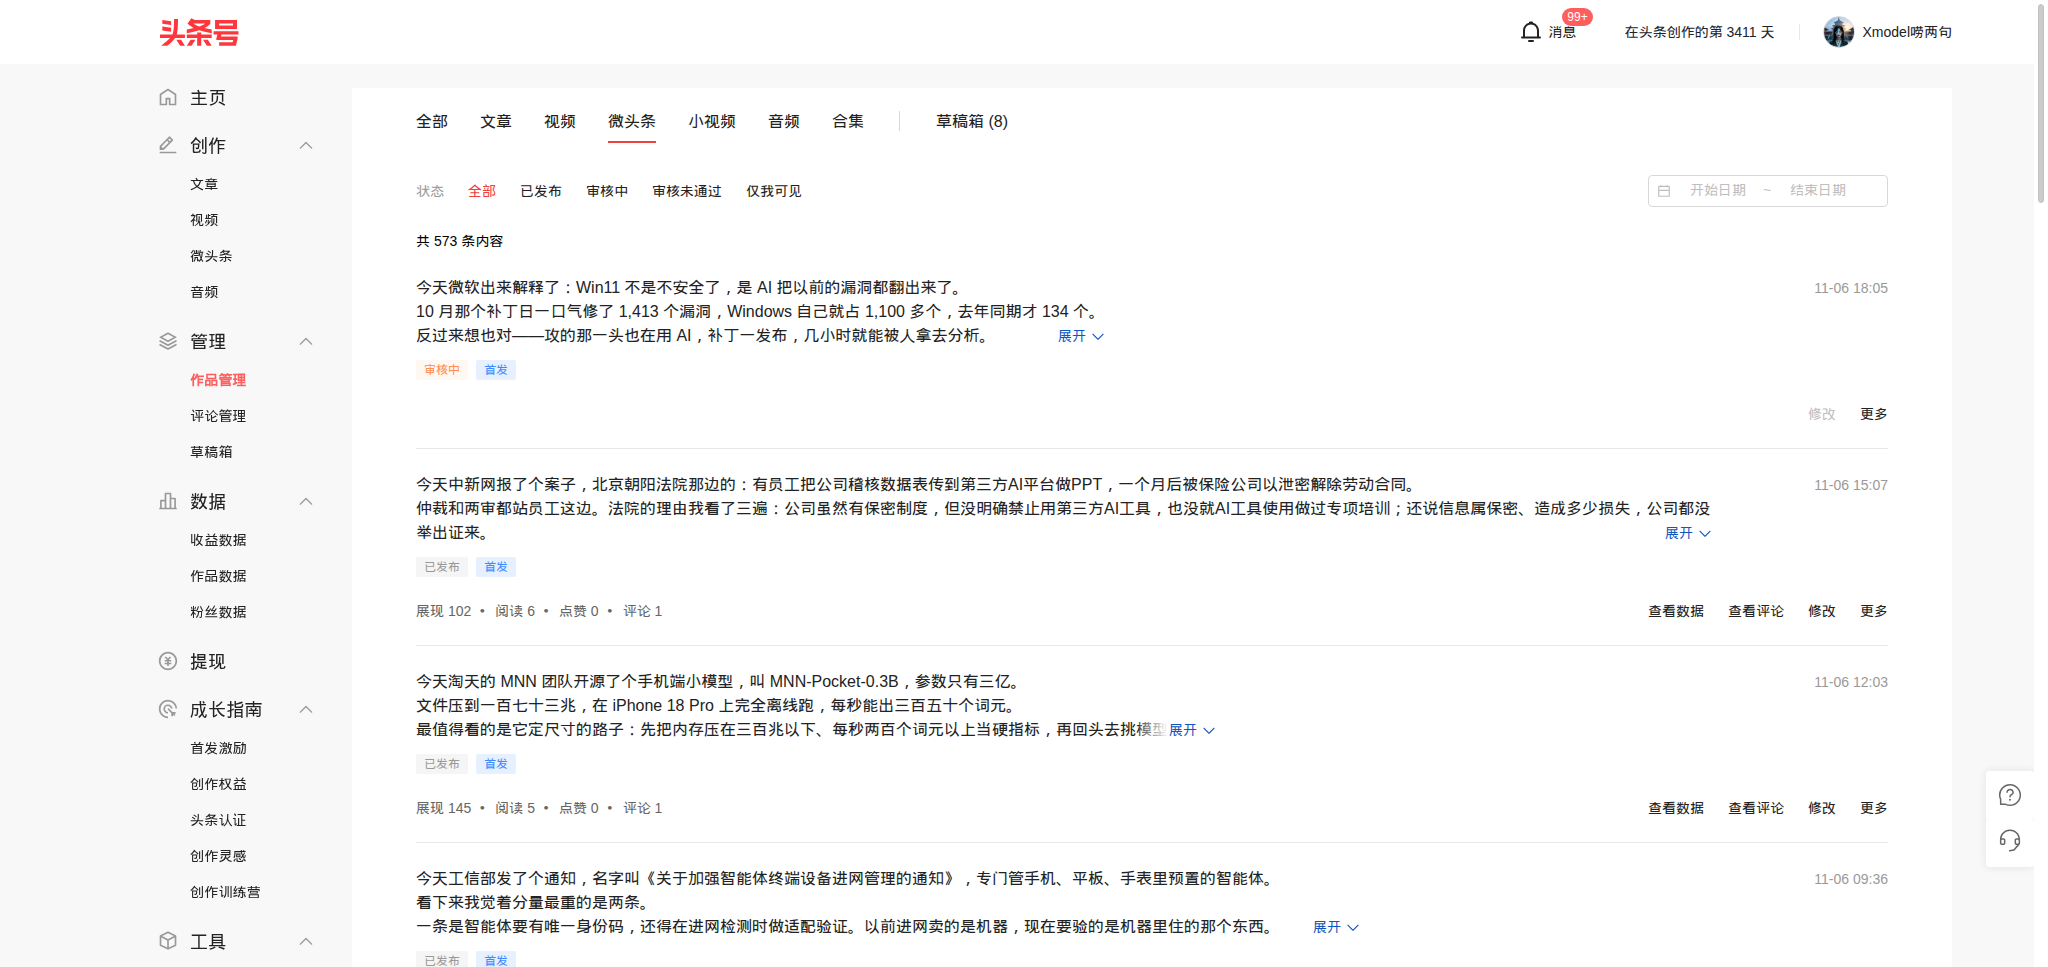 头条号
消息
99+
在头条创作的第 3411 天
Xmodel唠两句
主页
创作
文章
视频
微头条
音频
管理
作品管理
评论管理
草稿箱
数据
收益数据
作品数据
粉丝数据
提现
成长指南
首发激励
创作权益
头条认证
创作灵感
创作训练营
工具
全部 文章 视频 微头条 小视频 音频 合集 草稿箱 (8)
状态 全部 已发布 审核中 审核未通过 仅我可见
开始日期 ~ 结束日期
共 573 条内容
今天微软出来解释了：Win11 不是不安全了，是 AI 把以前的漏洞都翻出来了。
11-06 18:05
10 月那个补丁日一口气修了 1,413 个漏洞，Windows 自己就占 1,100 多个，去年同期才 134 个。
反过来想也对——攻的那一头也在用 AI，补丁一发布，几小时就能被人拿去分析。 展开
审核中 首发
修改 更多
今天中新网报了个案子，北京朝阳法院那边的：有员工把公司稽核数据表传到第三方AI平台做PPT，一个月后被保险公司以泄密解除劳动合同。
11-06 15:07
仲裁和两审都站员工这边。法院的理由我看了三遍：公司虽然有保密制度，但没明确禁止用第三方AI工具，也没就AI工具使用做过专项培训；还说信息属保密、造成多少损失，公司都没
举出证来。 展开
已发布 首发
展现 102 • 阅读 6 • 点赞 0 • 评论 1
查看数据 查看评论 修改 更多
今天淘天的 MNN 团队开源了个手机端小模型，叫 MNN-Pocket-0.3B，参数只有三亿。
11-06 12:03
文件压到一百七十三兆，在 iPhone 18 Pro 上完全离线跑，每秒能出三百五十个词元。
最值得看的是它定尺寸的路子：先把内存压在三百兆以下、每秒两百个词元以上当硬指标，再回头去挑模型 展开
已发布 首发
展现 145 • 阅读 5 • 点赞 0 • 评论 1
查看数据 查看评论 修改 更多
今天工信部发了个通知，名字叫《关于加强智能体终端设备进网管理的通知》，专门管手机、平板、手表里预置的智能体。
11-06 09:36
看下来我觉着分量最重的是两条。
一条是智能体要有唯一身份码，还得在进网检测时做适配验证。以前进网卖的是机器，现在要验的是机器里住的那个东西。 展开
已发布 首发